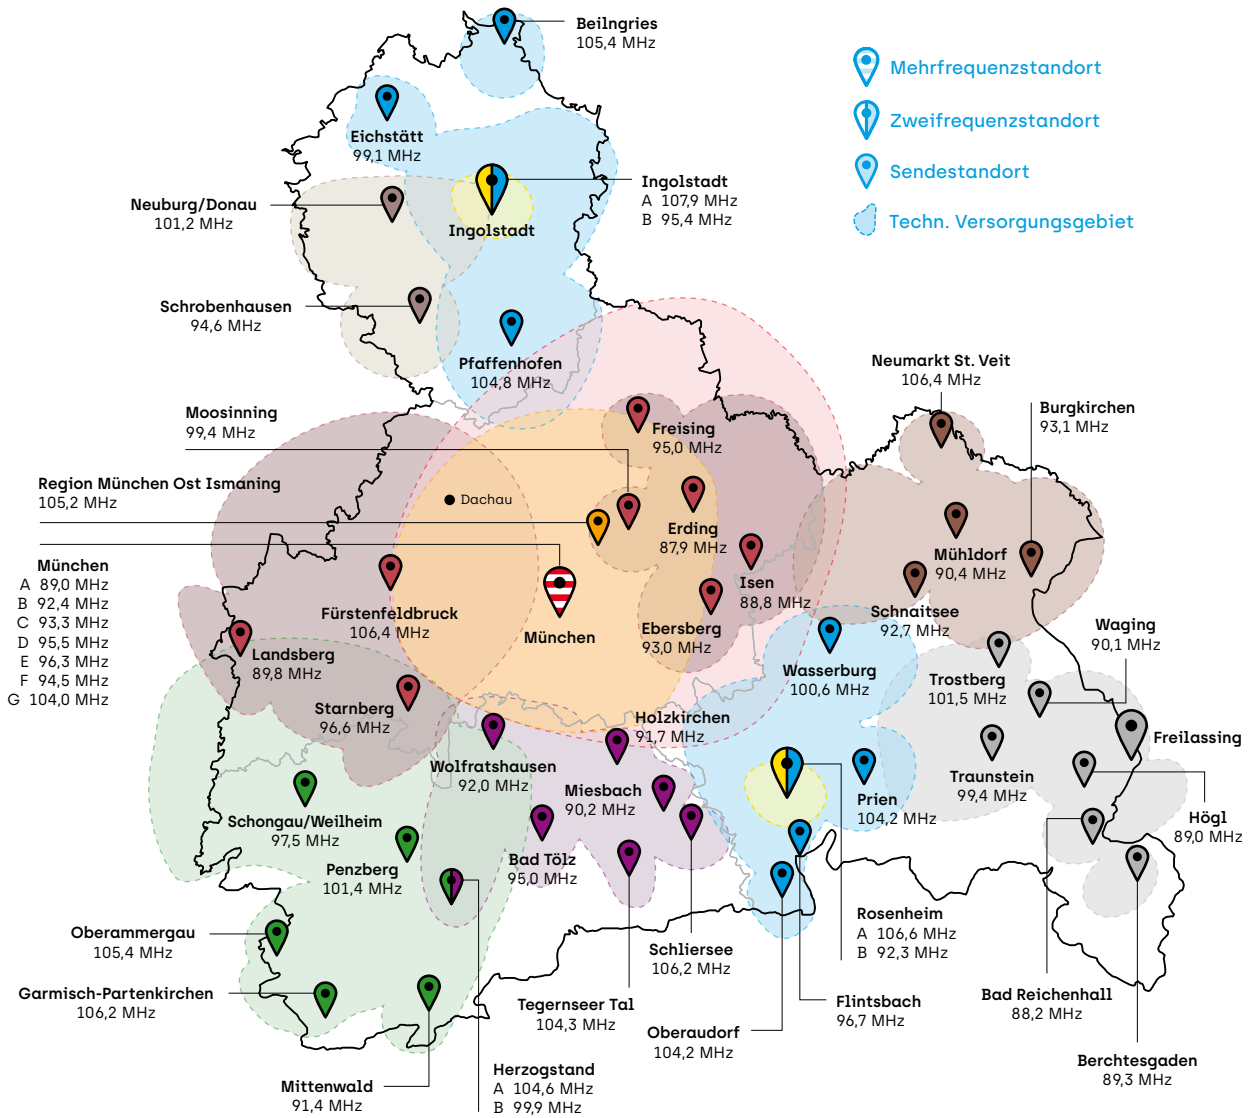 Beilngries
105,4 MHz
Mehrfrequenzstandort
Zweifrequenzstandort
Sendestandort
Techn. Versorgungsgebiet
Eichstätt
99,1 MHz
Neuburg/Donau
101,2 MHz
Ingolstadt
Ingolstadt
A 107,9 MHz
B 95,4 MHz
Schrobenhausen
94,6 MHz
Pfaffenhofen
104,8 MHz
Neumarkt St. Veit
106,4 MHz
Moosinning
99,4 MHz
Burgkirchen
93,1 MHz
Freising
95,0 MHz
Region München Ost Ismaning
105,2 MHz
Dachau
Erding
87,9 MHz
Mühldorf
90,4 MHz
München
A 89,0 MHz
B 92,4 MHz
C 93,3 MHz
D 95,5 MHz
E 96,3 MHz
F 94,5 MHz
G 104,0 MHz
Isen
88,8 MHz
Fürstenfeldbruck
106,4 MHz
München
Ebersberg
93,0 MHz
Schnaitsee
92,7 MHz
Waging
90,1 MHz
Landsberg
89,8 MHz
Wasserburg
100,6 MHz
Trostberg
101,5 MHz
Starnberg
96,6 MHz
Holzkirchen
91,7 MHz
Freilassing
Wolfratshausen
92,0 MHz
Traunstein
99,4 MHz
Miesbach
90,2 MHz
Prien
104,2 MHz
Högl
89,0 MHz
Schongau/Weilheim
97,5 MHz
Penzberg
101,4 MHz
Bad Tölz
95,0 MHz
Oberammergau
105,4 MHz
Rosenheim
A 106,6 MHz
B 92,3 MHz
Schliersee
106,2 MHz
Garmisch-Partenkirchen
106,2 MHz
Tegernseer Tal
104,3 MHz
Flintsbach
96,7 MHz
Bad Reichenhall
88,2 MHz
Oberaudorf
104,2 MHz
Berchtesgaden
89,3 MHz
Mittenwald
91,4 MHz
Herzogstand
A 104,6 MHz
B 99,9 MHz